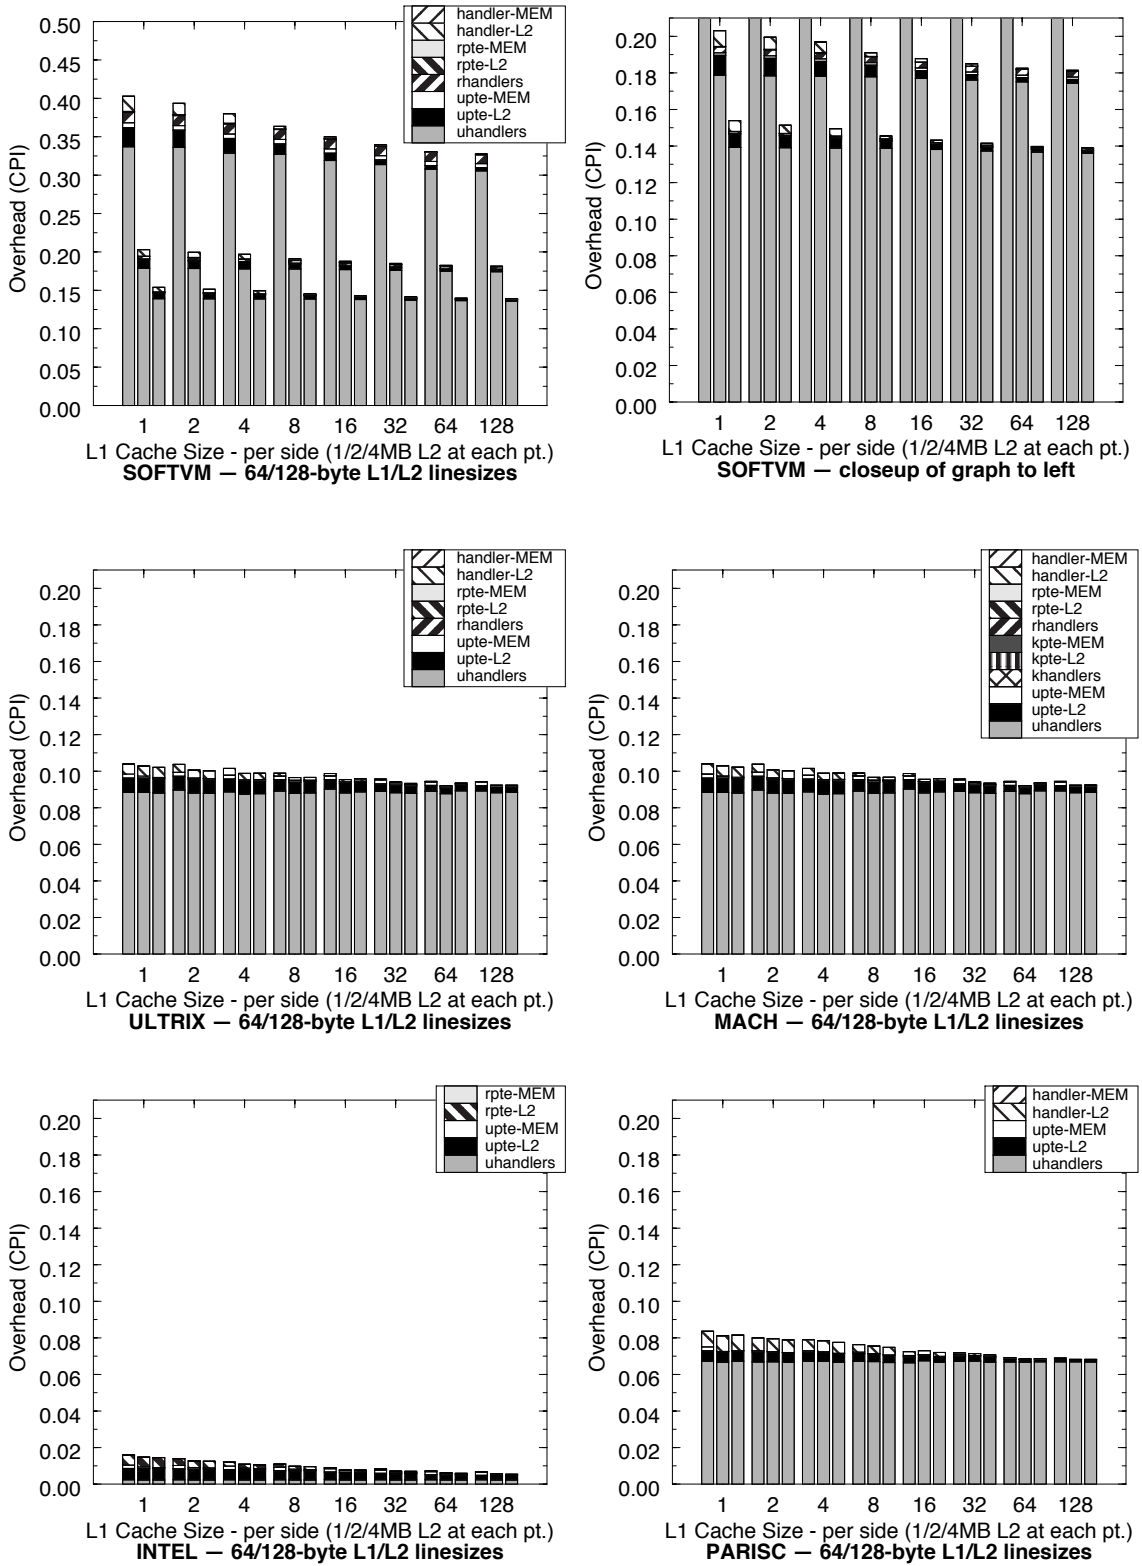 0.50
0.45
0.40
0.35
0.30
0.25
0.20
0.15
0.10
0.05
0.00
Overhead (CPI)
handler-MEM
handler-L2
rpte-MEM
rpte-L2
rhandlers
upte-MEM
upte-L2
uhandlers
1 2 4 8 16 32 64 128
L1 Cache Size - per side (1/2/4MB L2 at each pt.)
SOFTVM — 64/128-byte L1/L2 linesizes
0.20
0.18
0.16
0.14
0.12
0.10
0.08
0.06
0.04
0.02
0.00
Overhead (CPI)
1 2 4 8 16 32 64 128
L1 Cache Size - per side (1/2/4MB L2 at each pt.)
SOFTVM — closeup of graph to left
0.20
0.18
0.16
0.14
0.12
0.10
0.08
0.06
0.04
0.02
0.00
Overhead (CPI)
handler-MEM
handler-L2
rpte-MEM
rpte-L2
rhandlers
upte-MEM
upte-L2
uhandlers
1 2 4 8 16 32 64 128
L1 Cache Size - per side (1/2/4MB L2 at each pt.)
ULTRIX — 64/128-byte L1/L2 linesizes
0.20
0.18
0.16
0.14
0.12
0.10
0.08
0.06
0.04
0.02
0.00
Overhead (CPI)
handler-MEM
handler-L2
rpte-MEM
rpte-L2
rhandlers
kpte-MEM
kpte-L2
khandlers
upte-MEM
upte-L2
uhandlers
1 2 4 8 16 32 64 128
L1 Cache Size - per side (1/2/4MB L2 at each pt.)
MACH — 64/128-byte L1/L2 linesizes
0.20
0.18
0.16
0.14
0.12
0.10
0.08
0.06
0.04
0.02
0.00
Overhead (CPI)
rpte-MEM
rpte-L2
upte-MEM
upte-L2
uhandlers
1 2 4 8 16 32 64 128
L1 Cache Size - per side (1/2/4MB L2 at each pt.)
INTEL — 64/128-byte L1/L2 linesizes
0.20
0.18
0.16
0.14
0.12
0.10
0.08
0.06
0.04
0.02
0.00
Overhead (CPI)
handler-MEM
handler-L2
upte-MEM
upte-L2
uhandlers
1 2 4 8 16 32 64 128
L1 Cache Size - per side (1/2/4MB L2 at each pt.)
PARISC — 64/128-byte L1/L2 linesizes